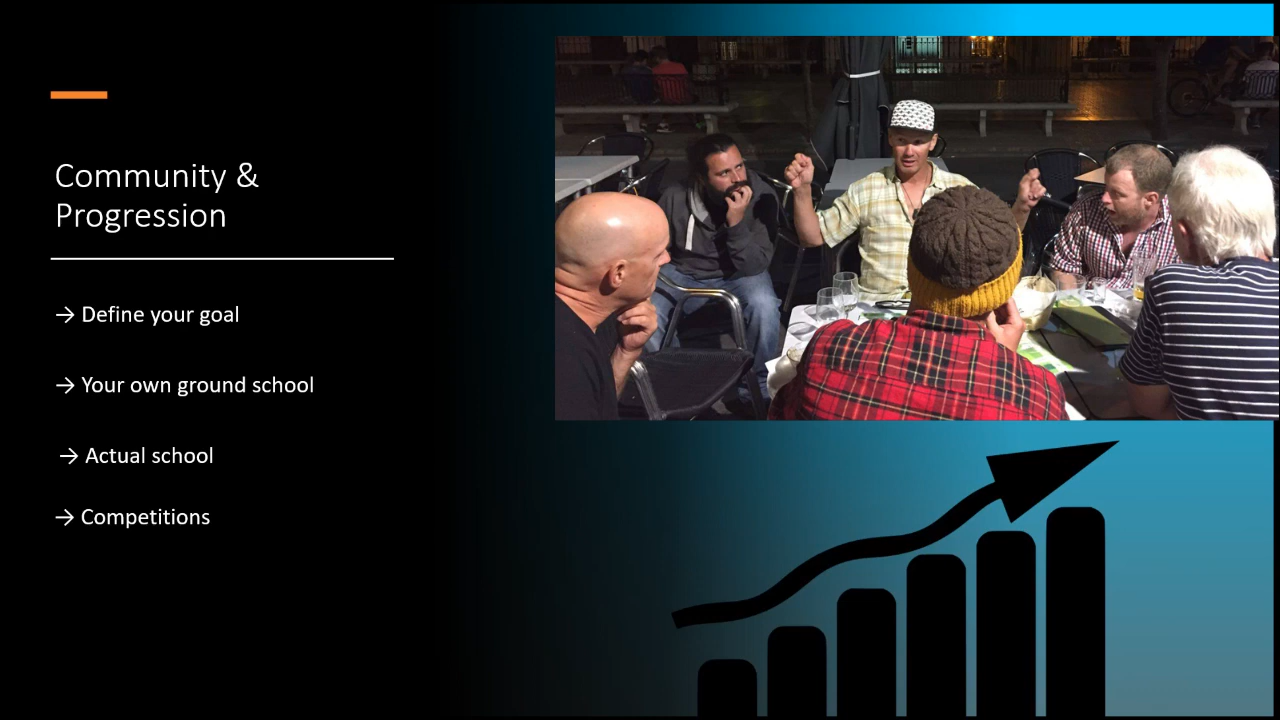 Community &
Progression
→ Define your goal
→ Your own ground school
→ Actual school
→ Competitions